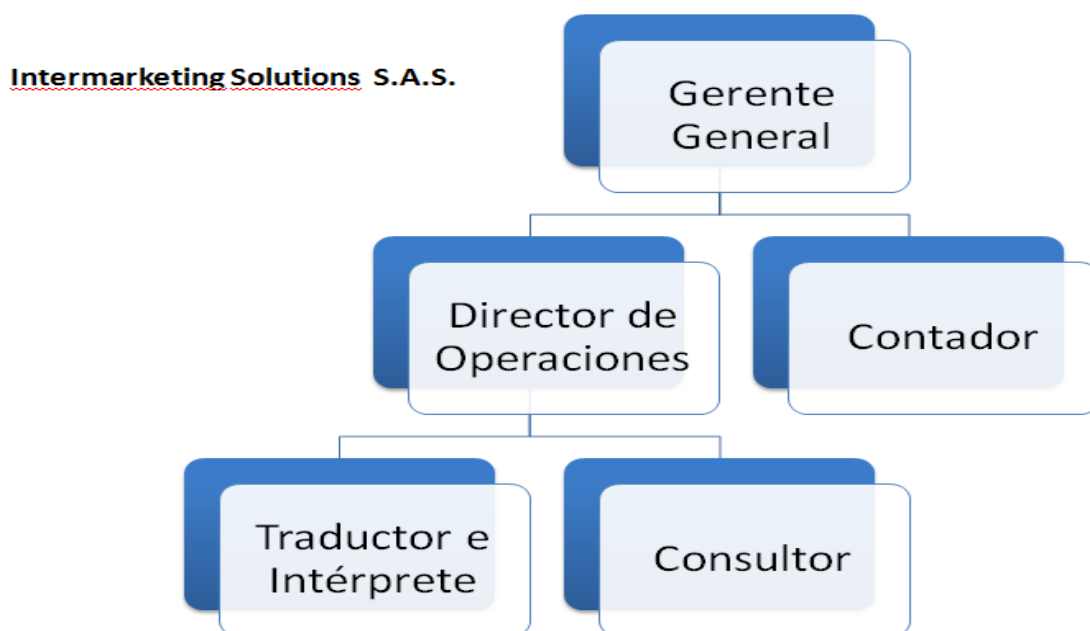 Intermarketing Solutions S.A.S.
Gerente
General
Director de
Operaciones
Contador
Traductor e
Intérprete
Consultor